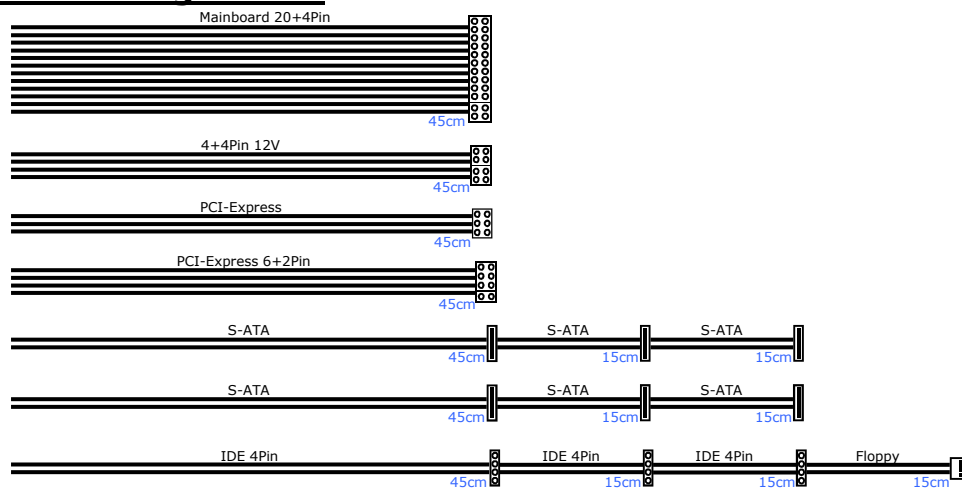 Mainboard 20+4Pin
45cm
4+4Pin 12V
45cm
PCI-Express
45cm
PCI-Express 6+2Pin
45cm
S-ATA S-ATA S-ATA
45cm 15cm 15cm
S-ATA S-ATA S-ATA
45cm 15cm 15cm
IDE 4Pin IDE 4Pin IDE 4Pin Floppy
45cm 15cm 15cm 15cm